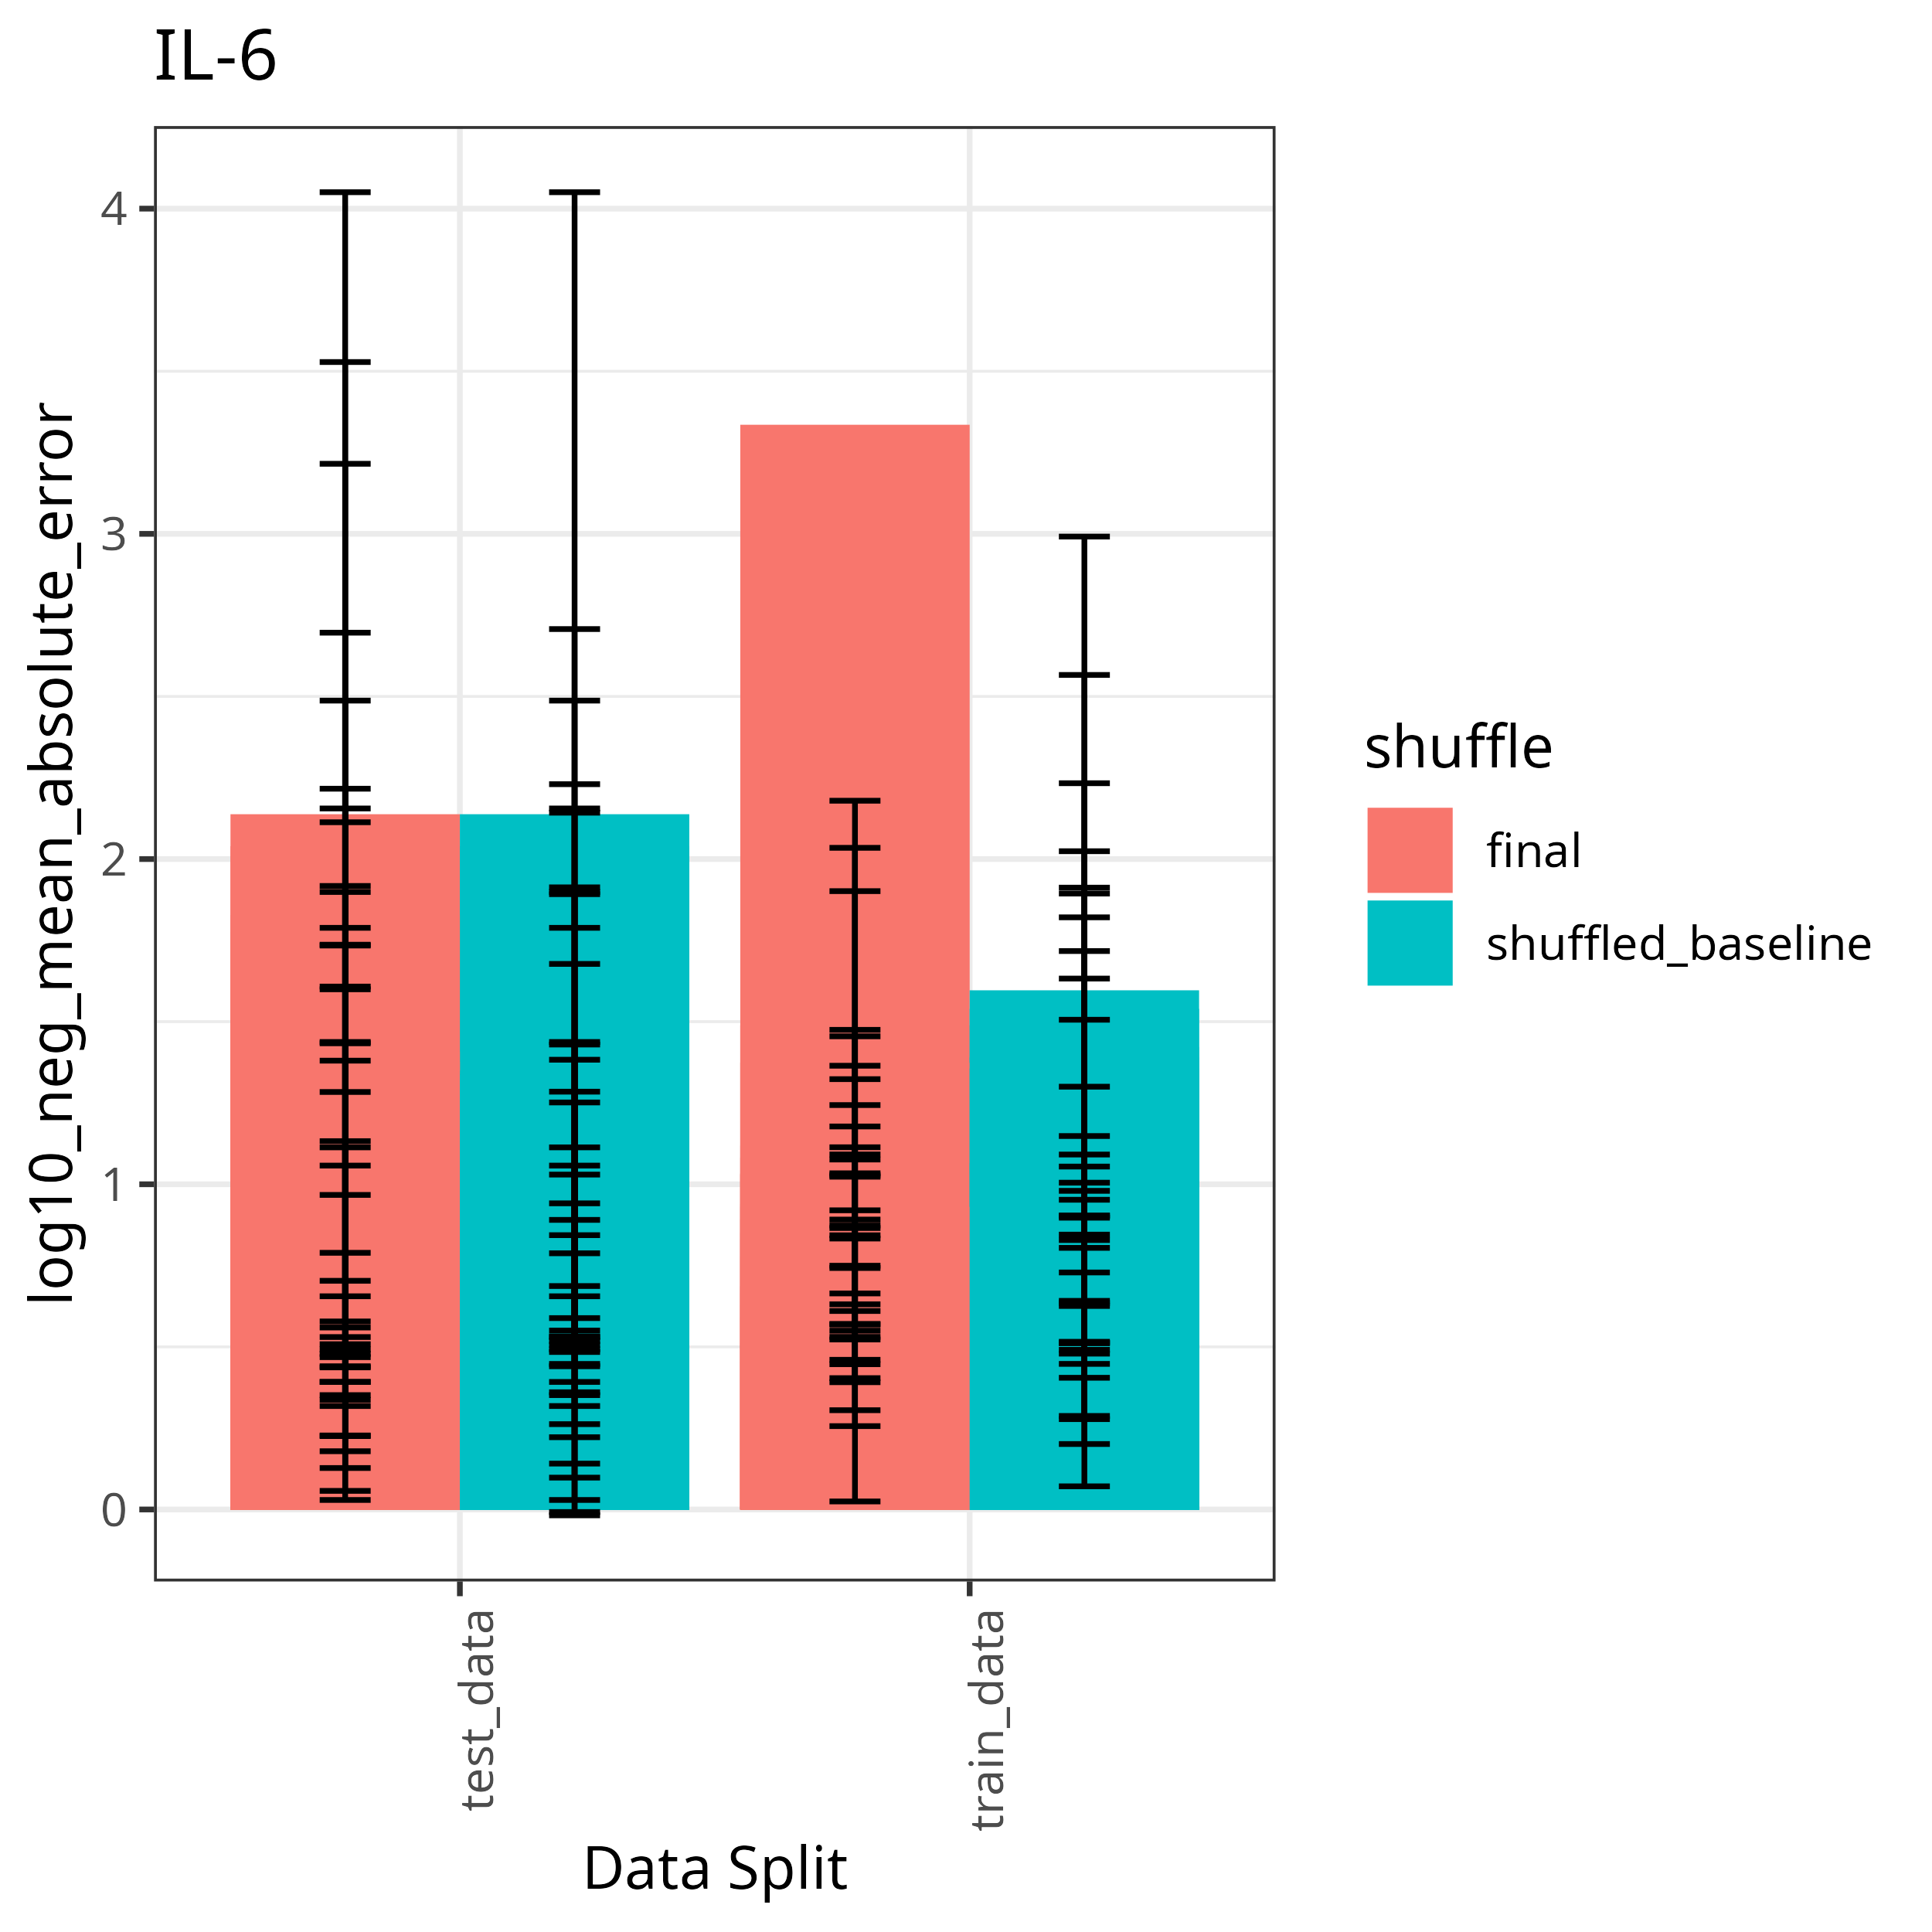 IL-6
log10_neg_mean_absolute_error
4
3
2
1
0
test_data
train_data
Data Split
shuffle
final
shuffled_baseline